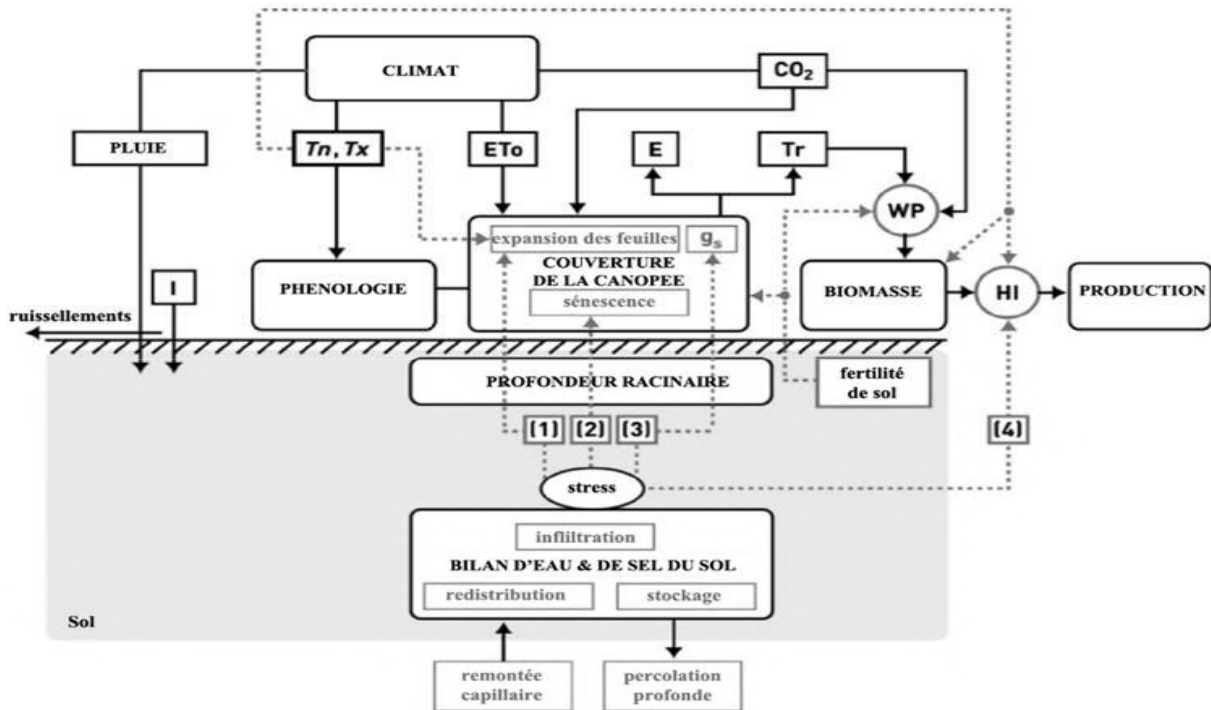 CLIMAT
CO₂
PLUIE
Tn, Tx
ETo
E
Tr
WP
expansion des feuilles
gs
COUVERTURE
DE LA CANOPEE
sénescence
PHENOLOGIE
I
BIOMASSE
HI
PRODUCTION
ruissellements
PROFONDEUR RACINAIRE
fertilité
de sol
(1)
(2)
(3)
(4)
stress
infliltration
BILAN D'EAU & DE SEL DU SOL
redistribution
stockage
Sol
remontée
capillaire
percolation
profonde